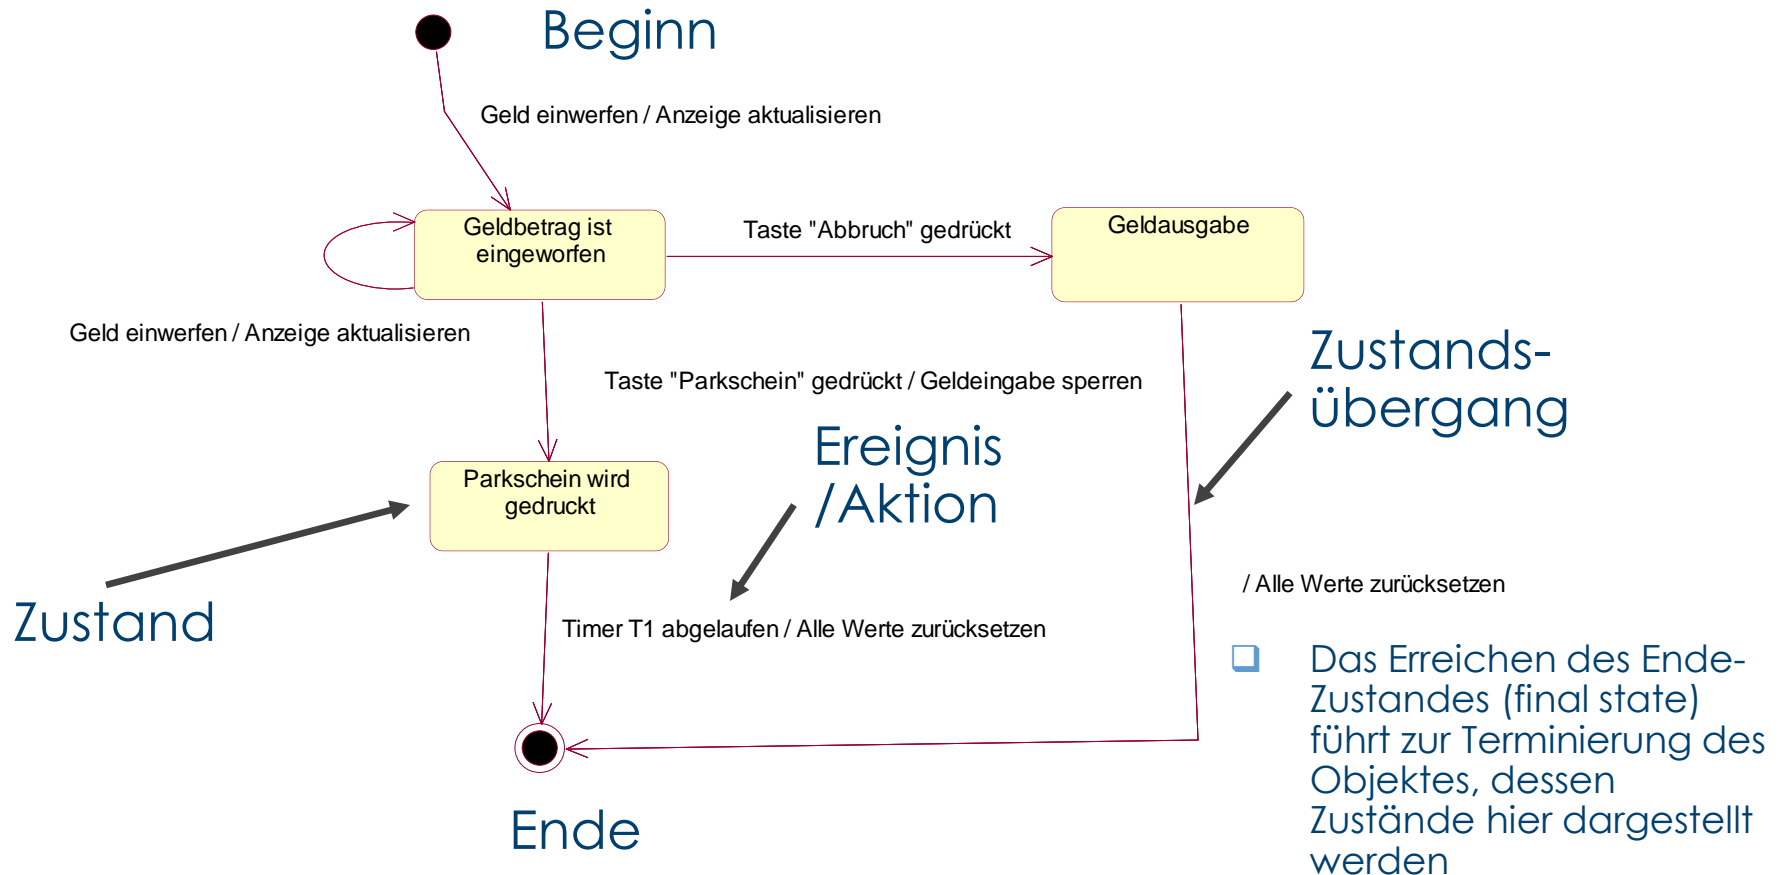 Beginn
Geld einwerfen / Anzeige aktualisieren
Geldbetrag ist
eingeworfen
Taste "Abbruch" gedrückt
Geldausgabe
Geld einwerfen / Anzeige aktualisieren
Zustands-
übergang
Taste "Parkschein" gedrückt / Geldeingabe sperren
Ereignis
/Aktion
Parkschein wird
gedruckt
Zustand
/ Alle Werte zurücksetzen
Timer T1 abgelaufen / Alle Werte zurücksetzen
Das Erreichen des Ende-
Zustandes (final state)
führt zur Terminierung des
Objektes, dessen
Zustände hier dargestellt
werden
Ende